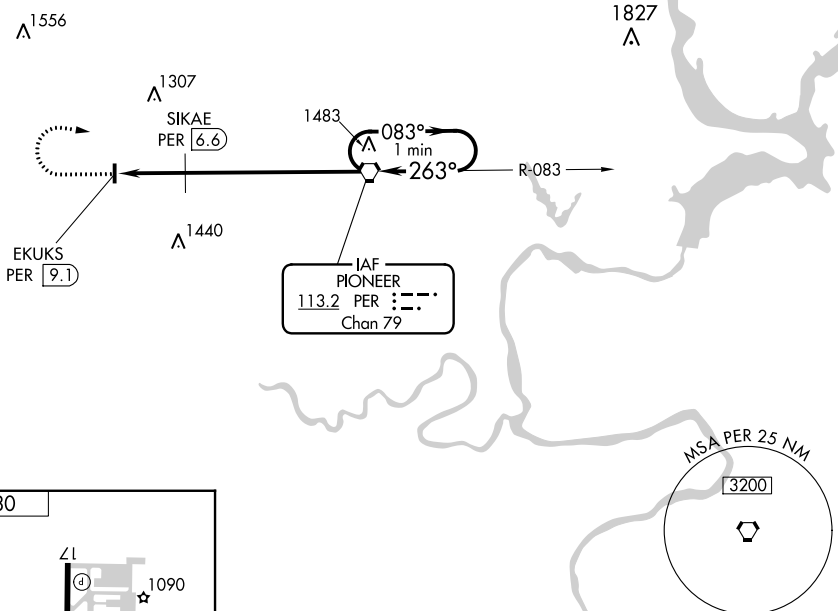 1556
1827
1307
SIKAE
PER 6.6
1483
083°
1 min
263°
R-083
1440
EKUKS
PER 9.1
IAF
PIONEER
113.2 PER
Chan 79
MSA PER 25 NM
3200
17
P
1090